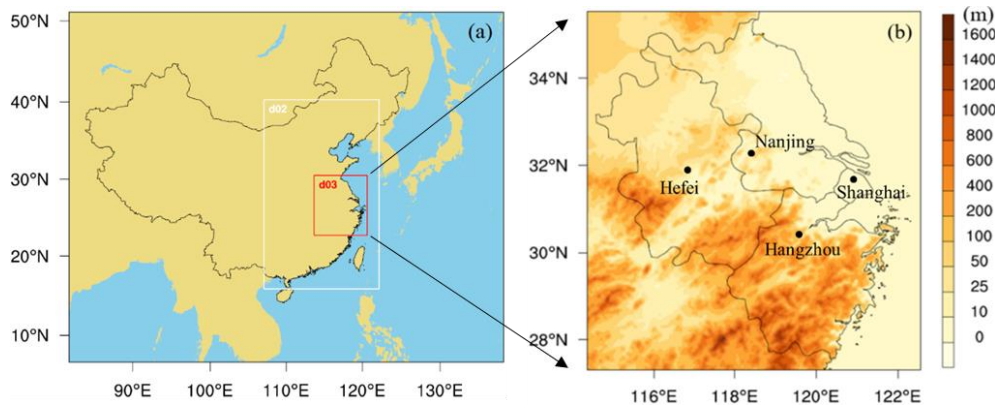 (a)
50°N
40°N
30°N
20°N
10°N
90°E
100°E
110°E
120°E
130°E
d02
d03
(b)
34°N
32°N
30°N
28°N
116°E
118°E
120°E
122°E
Nanjing
Hefei
Shanghai
Hangzhou
(m)
1600
1400
1200
1000
800
600
400
200
100
50
25
10
0